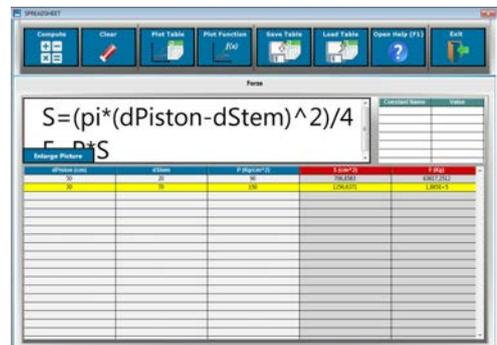 SPREADSHEET
Compute Clear Plot Table Plot Function Save Table Load Table Open Help (F1) Exit
f(x) ?
Force
S=(pi*(dPiston-dStem)^2)/4
Constant Name Value
F=P*S
Enlarge Picture
dPiston (cm) dStem P (Kg/cm^2) S (cm^2) F (Kg)
50 20 90 706,8583 63617,2512
30 70 150 1256,6371 1,885E+5